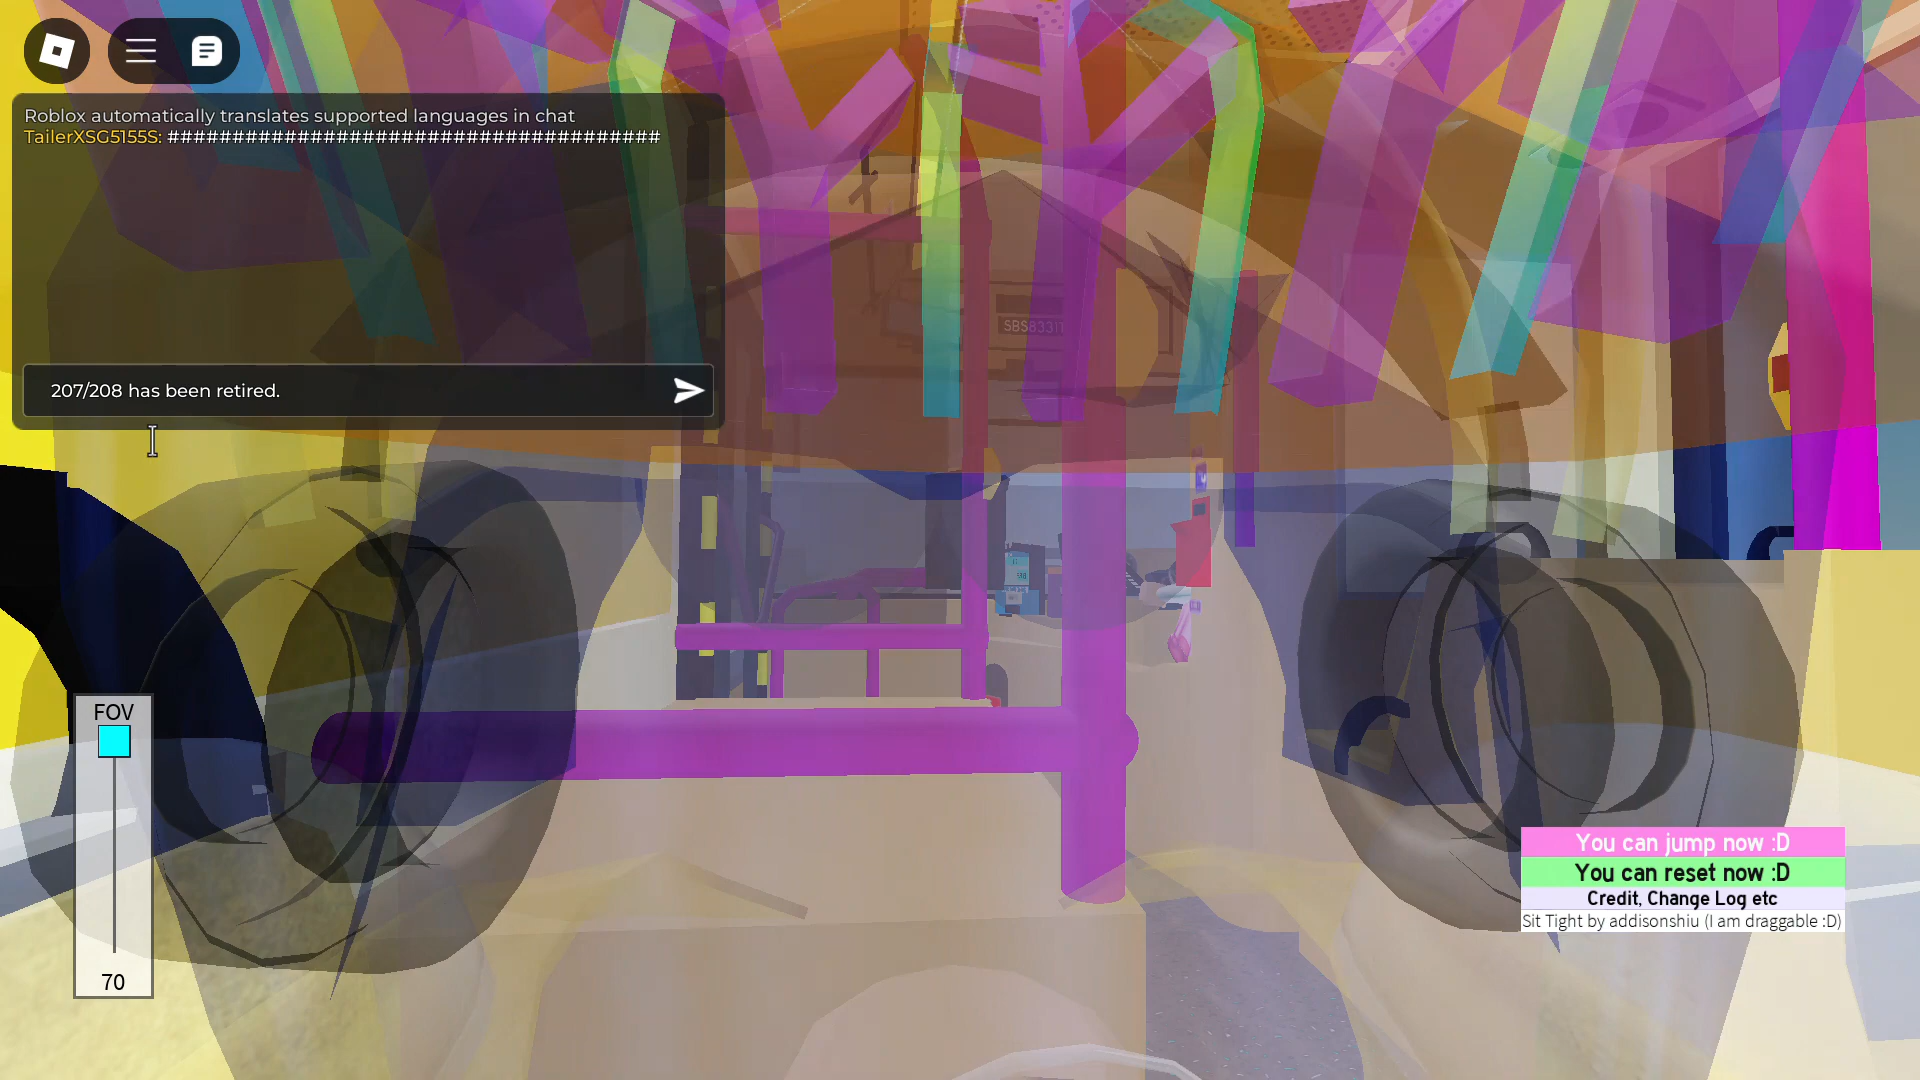 Roblox automatically translates supported languages in chat
TailerXSG5155S: ######################################
207/208 has been retired.
SBS8331
FOV
70
You can jump now :D
You can reset now :D
Credit, Change Log etc
Sit Tight by addisonshiu (I am draggable :D)